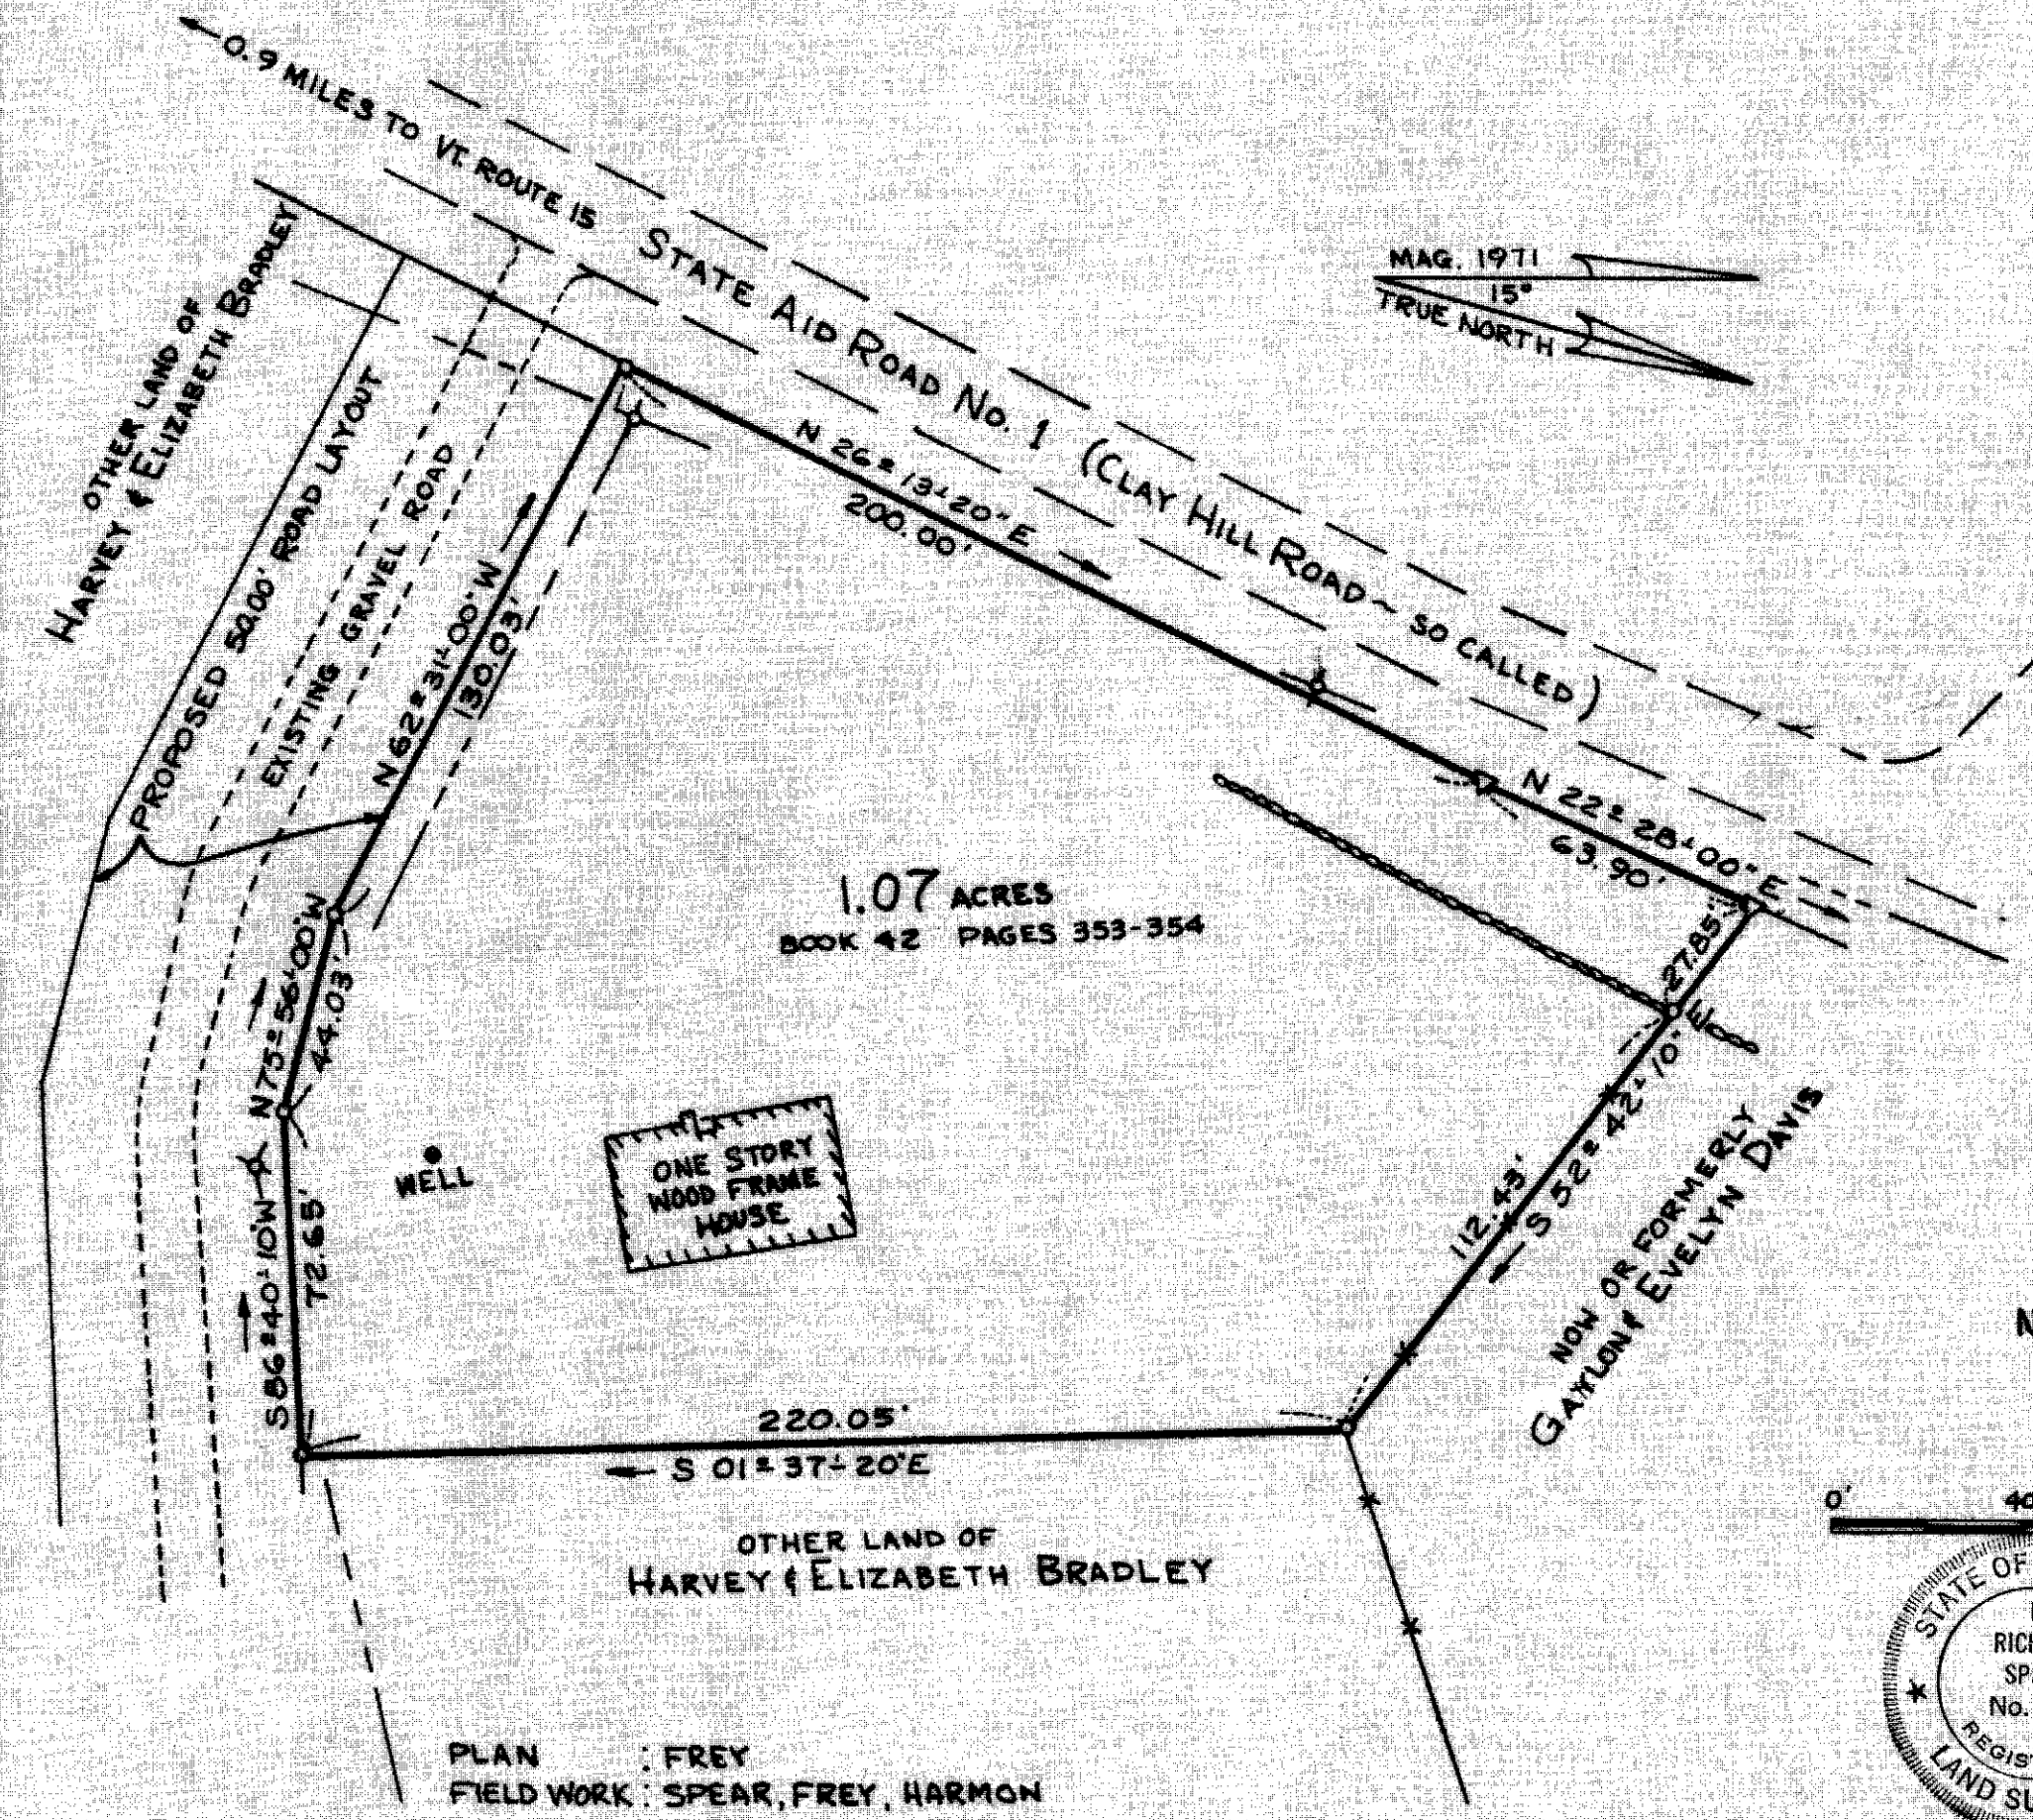 0.9 MILES TO VT. ROUTE 15
STATE AID ROAD No. 1 (CLAY HILL ROAD ~ SO CALLED)
MAG. 1971
15°
TRUE NORTH
OTHER LAND OF
HARVEY & ELIZABETH BRADLEY
PROPOSED 50.00' ROAD LAYOUT
EXISTING GRAVEL ROAD
N 62°-31'-00" W
130.03'
N 26°-13'-20" E
200.00'
N 22°-28'-00" E
63.90'
27.85'
1.07 ACRES
BOOK 42 PAGES 353-354
N 75°-56'-00" W
44.03'
WELL
ONE STORY
WOOD FRAME
HOUSE
S 86°-40'-10" W
72.65'
112.43'
S 52°-42'-10"
E
NOW OR FORMERLY
GAYLON & EVELYN DAVIS
220.05'
S 01°-37'-20" E
OTHER LAND OF
HARVEY & ELIZABETH BRADLEY
0'
40
STATE OF
No.
LAND
PLAN : FREY
FIELD WORK : SPEAR, FREY, HARMON